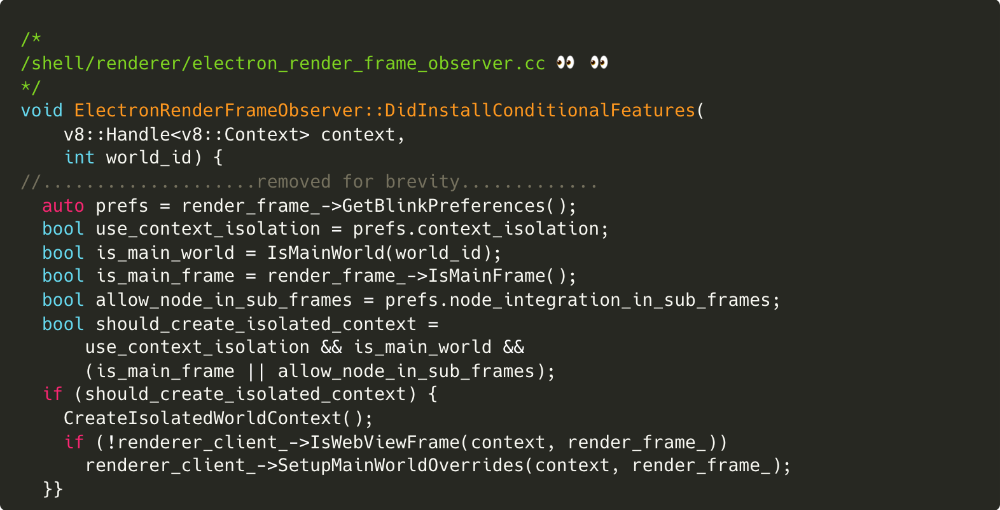 /*
/shell/renderer/electron_render_frame_observer.cc 👀 👀
*/
void ElectronRenderFrameObserver::DidInstallConditionalFeatures(
    v8::Handle<v8::Context> context,
    int world_id) {
//....................removed for brevity.............
  auto prefs = render_frame_->GetBlinkPreferences();
  bool use_context_isolation = prefs.context_isolation;
  bool is_main_world = IsMainWorld(world_id);
  bool is_main_frame = render_frame_->IsMainFrame();
  bool allow_node_in_sub_frames = prefs.node_integration_in_sub_frames;
  bool should_create_isolated_context =
      use_context_isolation && is_main_world &&
      (is_main_frame || allow_node_in_sub_frames);
  if (should_create_isolated_context) {
    CreateIsolatedWorldContext();
    if (!renderer_client_->IsWebViewFrame(context, render_frame_))
      renderer_client_->SetupMainWorldOverrides(context, render_frame_);
  }}